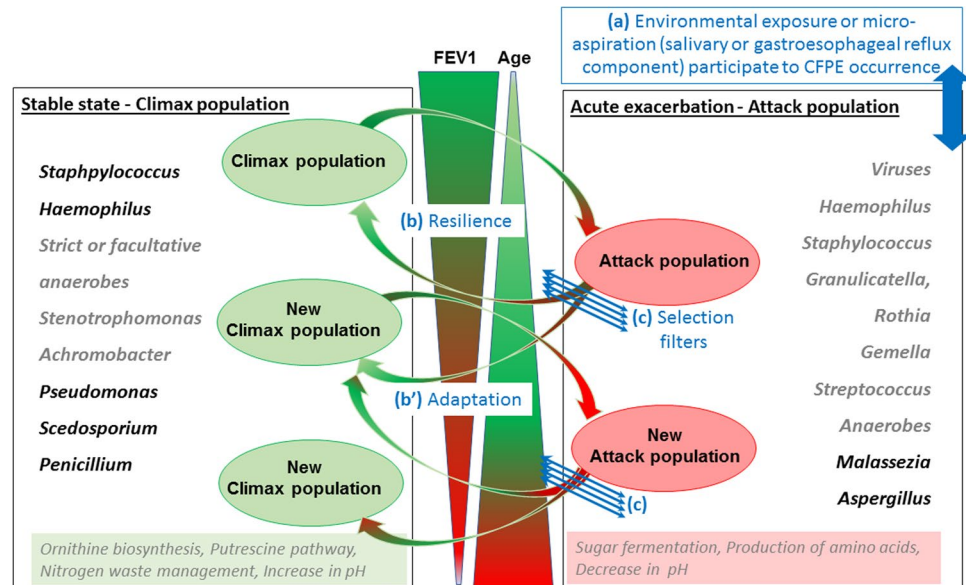 (a) Environmental exposure or micro-
aspiration (salivary or gastroesophageal reflux
component) participate to CFPE occurrence
FEV1
Age
Stable state - Climax population
Staphpylococcus
Haemophilus
Strict or facultative
anaerobes
Stenotrophomonas
Achromobacter
Pseudomonas
Scedosporium
Penicillium
Ornithine biosynthesis, Putrescine pathway,
Nitrogen waste management, Increase in pH
Climax population
New
Climax population
New
Climax population
(b) Resilience
(b’) Adaptation
(c) Selection
filters
(c)
Acute exacerbation - Attack population
Attack population
New
Attack population
Viruses
Haemophilus
Staphylococcus
Granulicatella,
Rothia
Gemella
Streptococcus
Anaerobes
Malassezia
Aspergillus
Sugar fermentation, Production of amino acids,
Decrease in pH